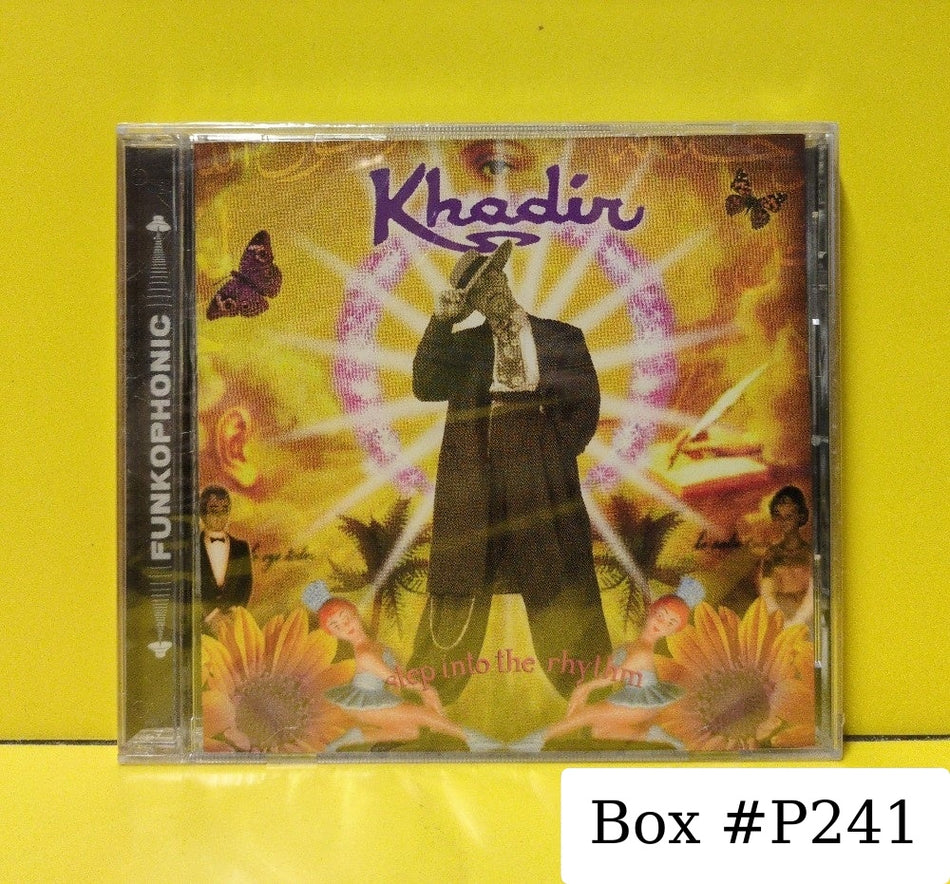 Khadir
FUNKOPHONIC
step into the rhythm
Box #P241